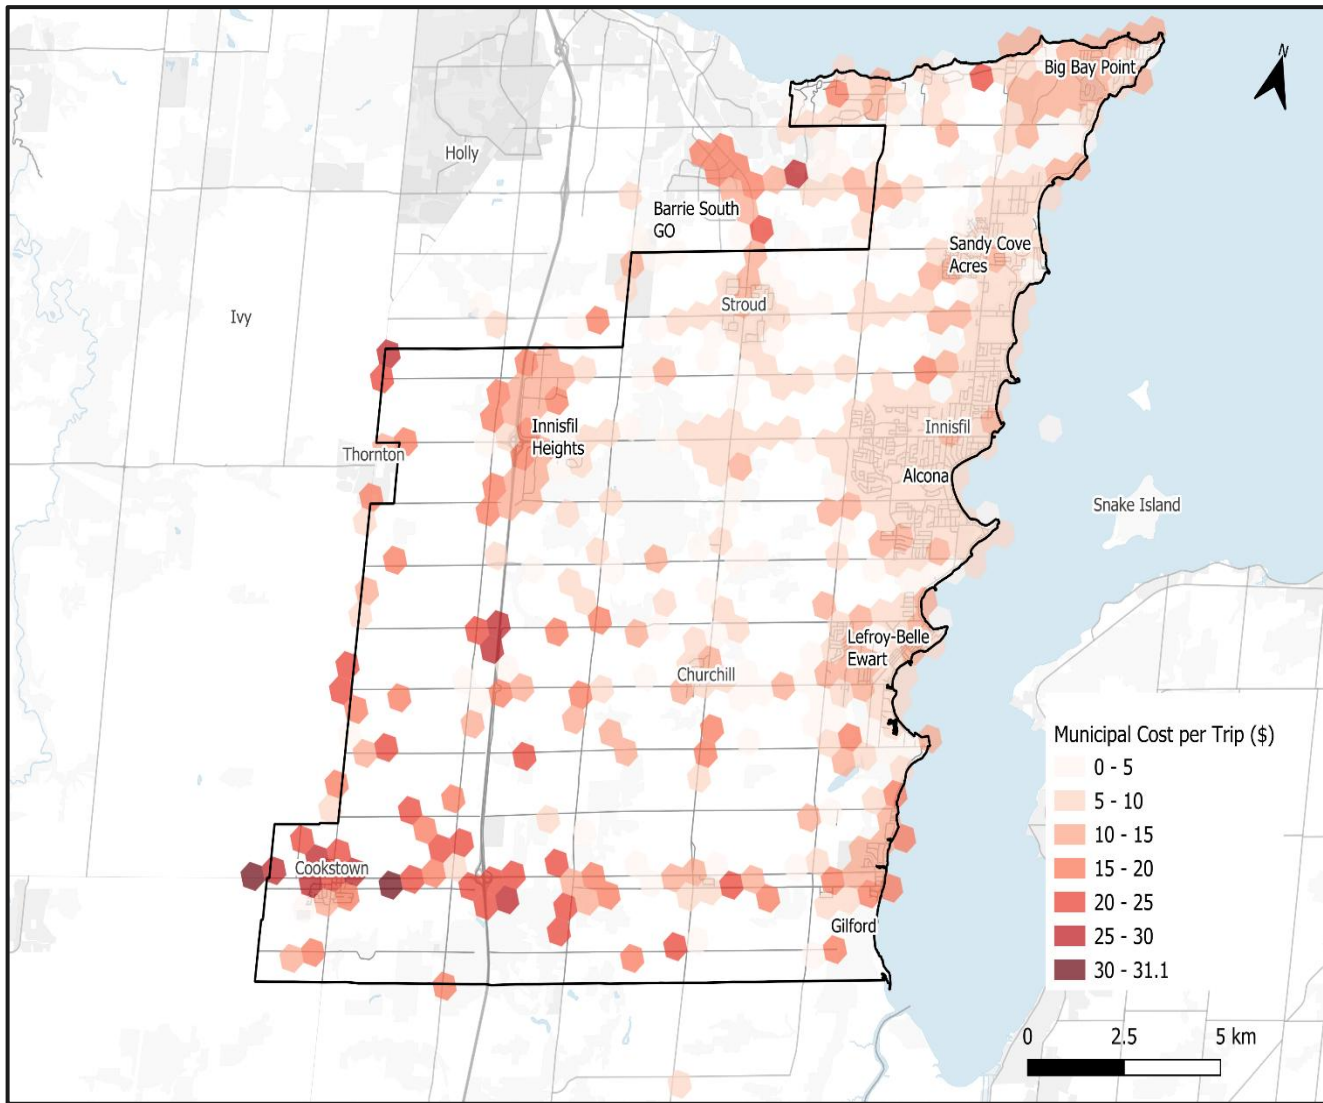 N
Big Bay Point
Holly
Barrie South
GO
Sandy Cove
Acres
Stroud
Ivy
Innisfil
Heights
Innisfil
Thornton
Alcona
Snake Island
Lefroy-Belle
Ewart
Churchill
Municipal Cost per Trip ($)
0 - 5
5 - 10
10 - 15
15 - 20
20 - 25
25 - 30
30 - 31.1
Cookstown
Gilford
0 2.5 5 km